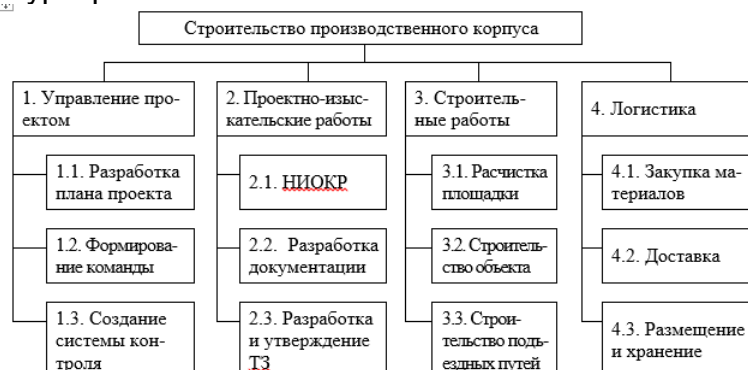 Строительство производственного корпуса
1. Управление про-
ектом
2. Проектно-изыс-
кательские работы
3. Строитель-
ные работы
4. Логистика
1.1. Разработка
плана проекта
2.1. НИОКР
3.1. Расчистка
площадки
4.1. Закупка ма-
териалов
1.2. Формирова-
ние команды
2.2. Разработка
документации
3.2. Строитель-
ство объекта
4.2. Доставка
1.3. Создание
системы кон-
троля
2.3. Разработка
и утверждение
ТЗ
3.3. Строи-
тельство подъ-
ездных путей
4.3. Размещение
и хранение